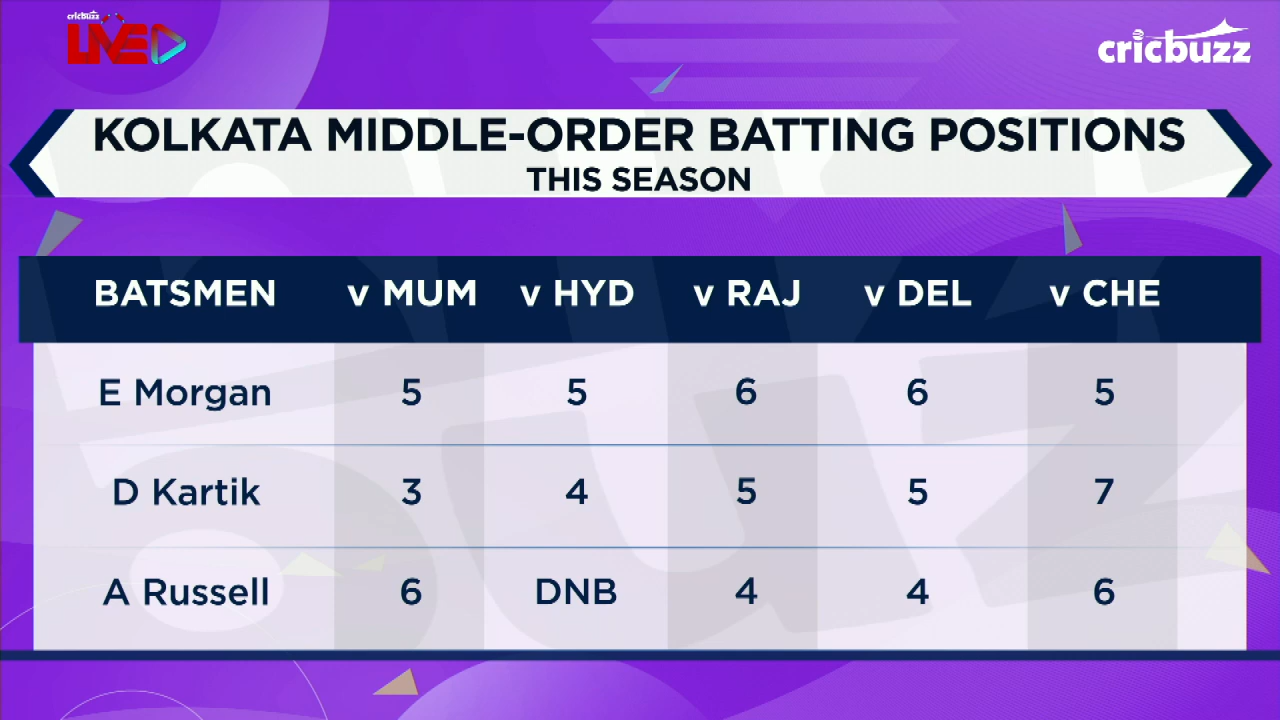 cricbuzz
LIVE
cricbuzz
KOLKATA MIDDLE-ORDER BATTING POSITIONS
THIS SEASON
BATSMEN v MUM v HYD v RAJ v DEL v CHE
E Morgan 5 5 6 6 5
D Kartik 3 4 5 5 7
A Russell 6 DNB 4 4 6